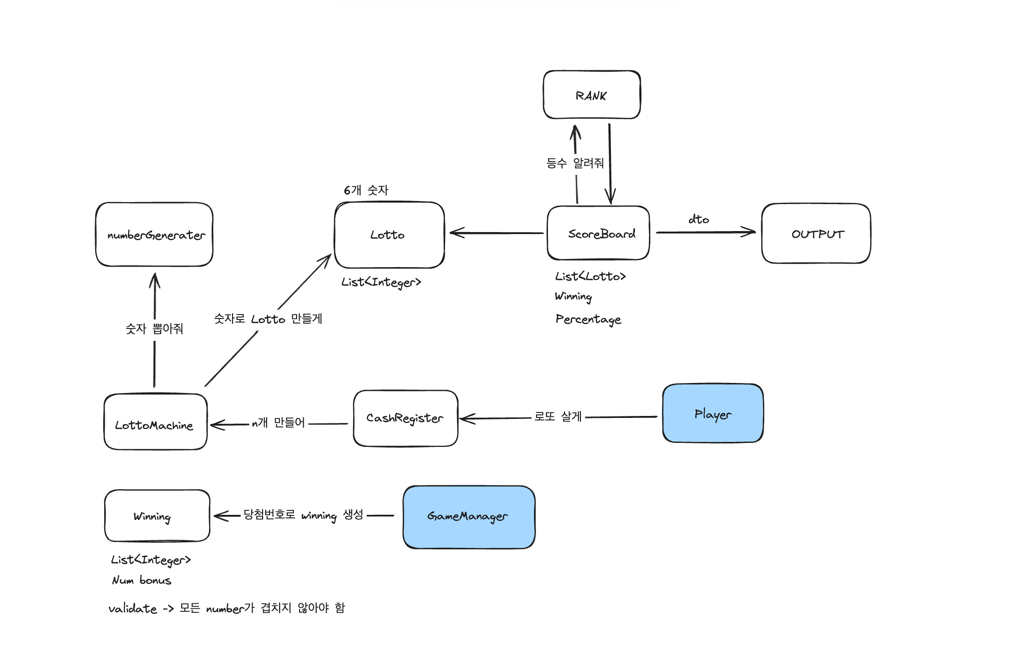 RANK
등수 알려줘
6개 숫자
numberGenerater
Lotto
ScoreBoard
dto
OUTPUT
List<Integer>
List<Lotto>
Winning
Percentage
숫자 뽑아줘
숫자로 Lotto 만들게
LottoMachine
n개 만들어
CashRegister
로또 살게
Player
Winning
당첨번호로 winning 생성
GameManager
List<Integer>
Num bonus
validate -> 모든 number가 겹치지 않아야 함